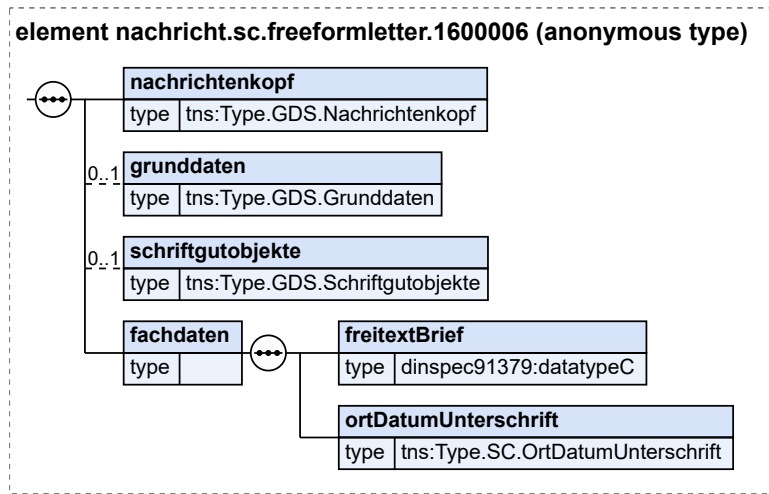 element nachricht.sc.freeformletter.1600006 (anonymous type)
nachrichtenkopf
type tns:Type.GDS.Nachrichtenkopf
0..1 grunddaten
type tns:Type.GDS.Grunddaten
0..1 schriftgutobjekte
type tns:Type.GDS.Schriftgutobjekte
fachdaten
type
freitextBrief
type dinspec91379:datatypeC
ortDatumUnterschrift
type tns:Type.SC.OrtDatumUnterschrift